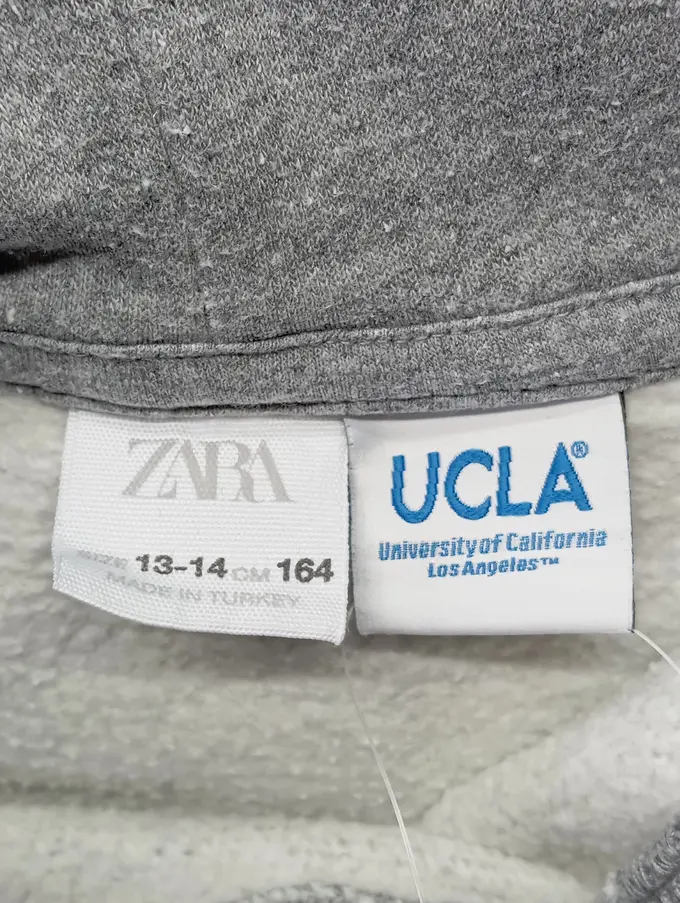 ZARA
13-14 CM 164
MADE IN TURKEY
UCLA®
University of California
Los Angeles™